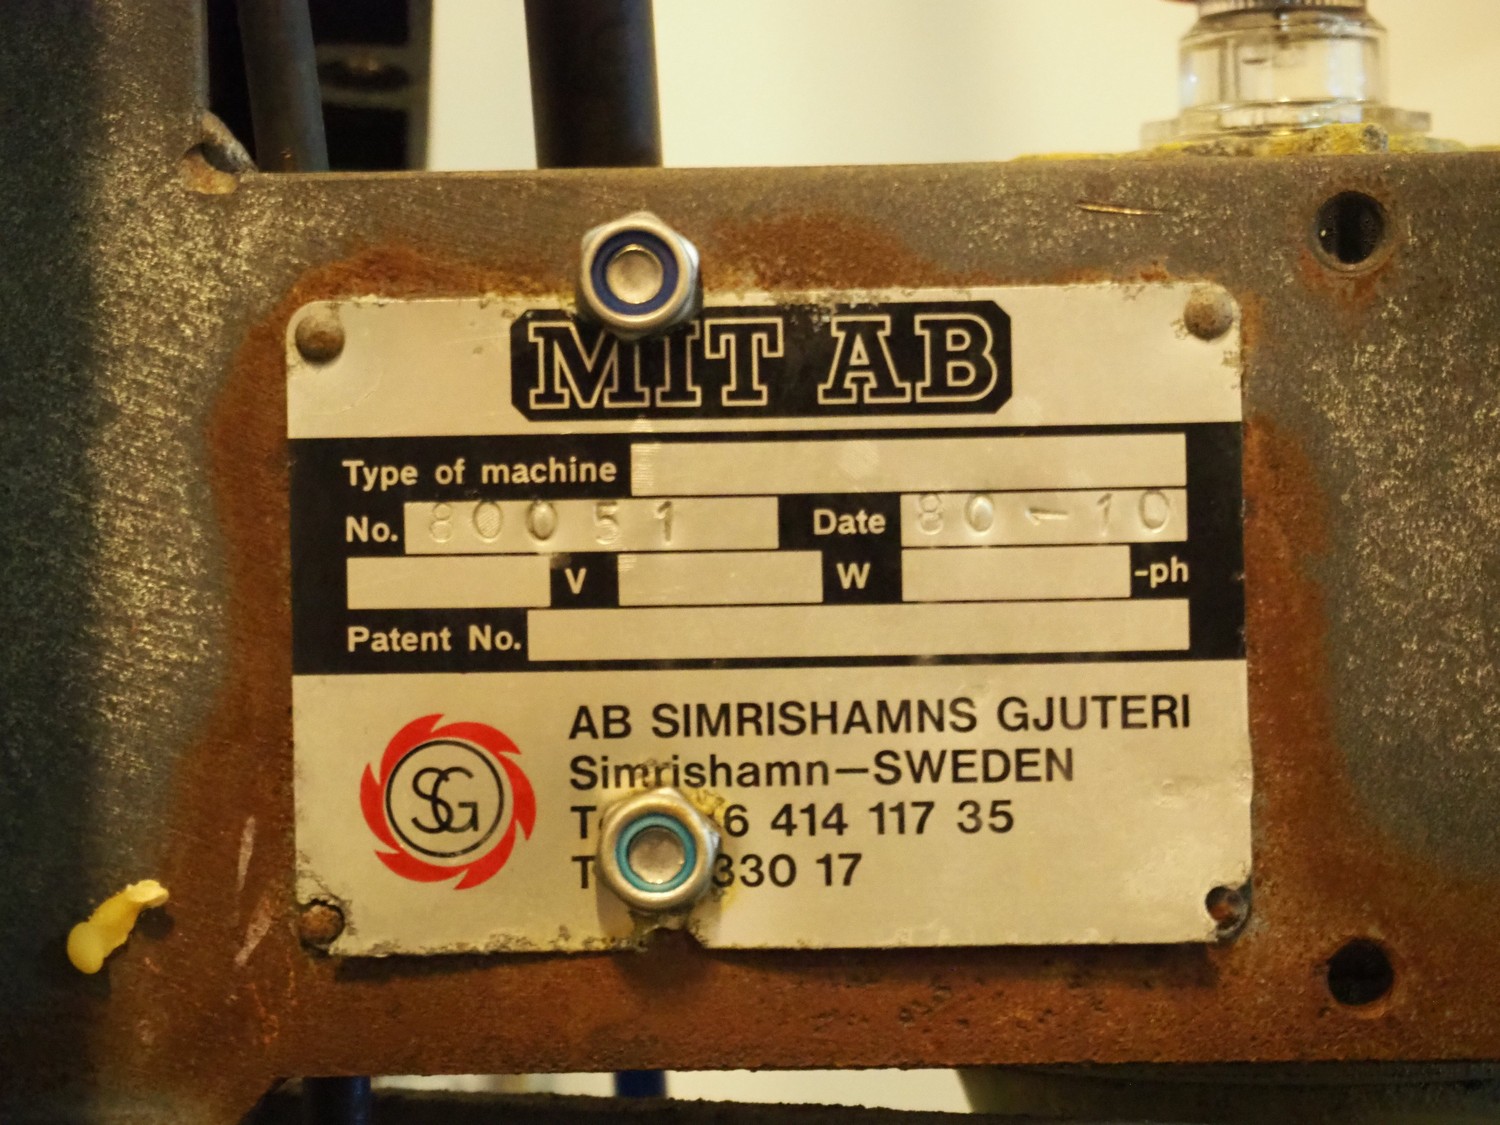 MIT AB
Type of machine
No. 80051 Date 80-10
V W -ph
Patent No.
AB SIMRISHAMNS GJUTERI
Simrishamn—SWEDEN
6 414 117 35
330 17
SG